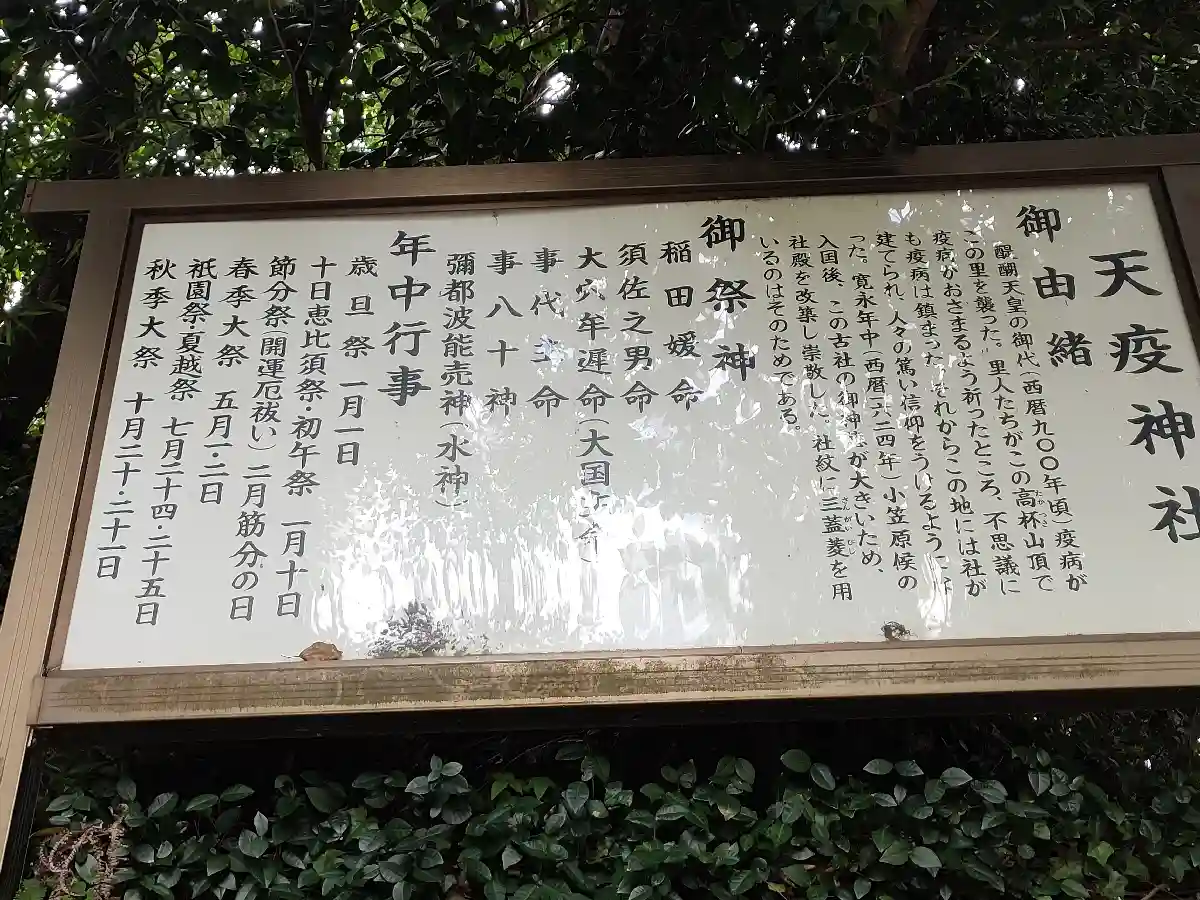 天疫神社
御由緒
醍醐天皇の御代(西暦九〇〇年頃)疫病が
この里を襲った。里人たちがこの高杯山頂で
疫病がおさまるよう祈ったところ、不思議に
も疫病は鎮まった。それからこの地には社が
建てられ、人々の篤い信仰をうけるようにな
った。寛永年中(西暦一六二四年)小笠原候の
入国後、この古社の御神が大きいため、
社殿を改築し崇敬した。社紋に三蓋菱を用
いるのはそのためである。
御祭神
稲田媛命
須佐之男命
大穴牟遅命(大国主命)
事代主命
事八十神
彌都波能売神(水神)
年中行事
歳旦祭 一月一日
十日恵比須祭・初午祭 一月十日
節分祭(開運厄祓い)二月筋分の日
春季大祭 五月一・二日
祇園祭・夏越祭 七月二十四・二十五日
秋季大祭 十月二十・二十一日